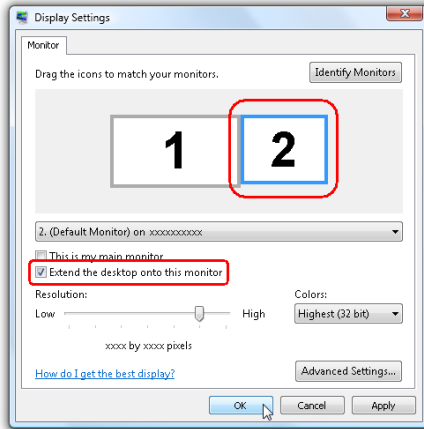 Display Settings
Monitor
Drag the icons to match your monitors.
Identify Monitors
1
2
2. (Default Monitor) on xxxxxxxxxx
This is my main monitor
Extend the desktop onto this monitor
Resolution:
Colors:
Low
High
Highest (32 bit)
xxxx by xxxx pixels
How do I get the best display?
Advanced Settings...
OK
Cancel
Apply